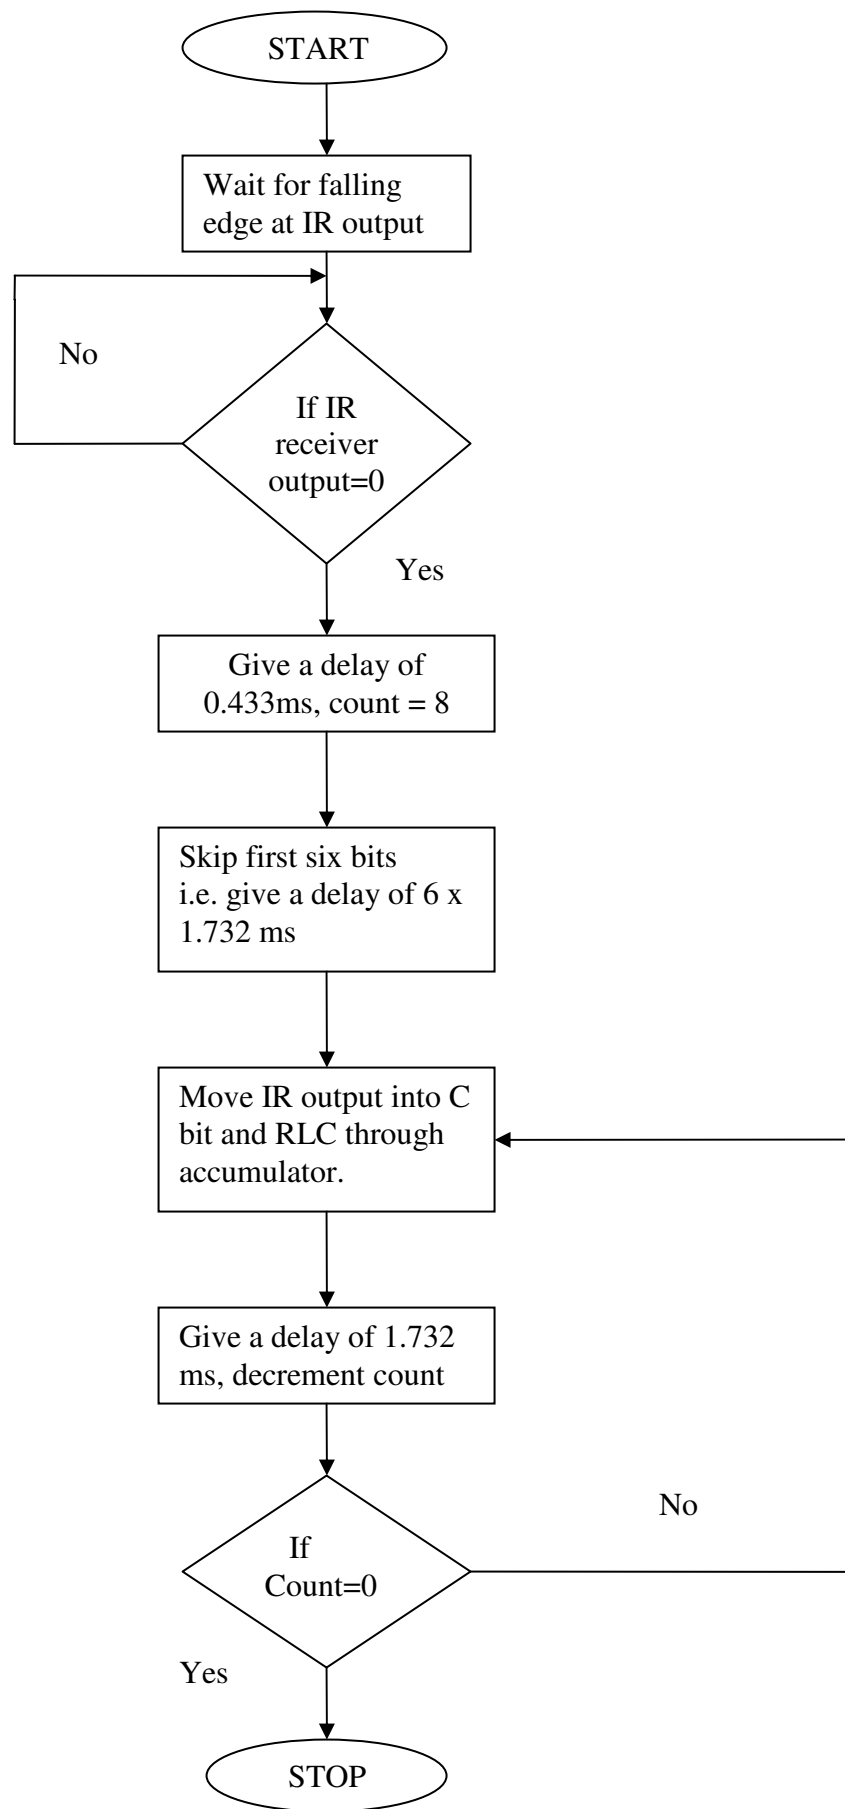 START
Wait for falling
edge at IR output
No
If IR
receiver
output=0
Yes
Give a delay of
0.433ms, count = 8
Skip first six bits
i.e. give a delay of 6 x
1.732 ms
Move IR output into C
bit and RLC through
accumulator.
Give a delay of 1.732
ms, decrement count
No
If
Count=0
Yes
STOP